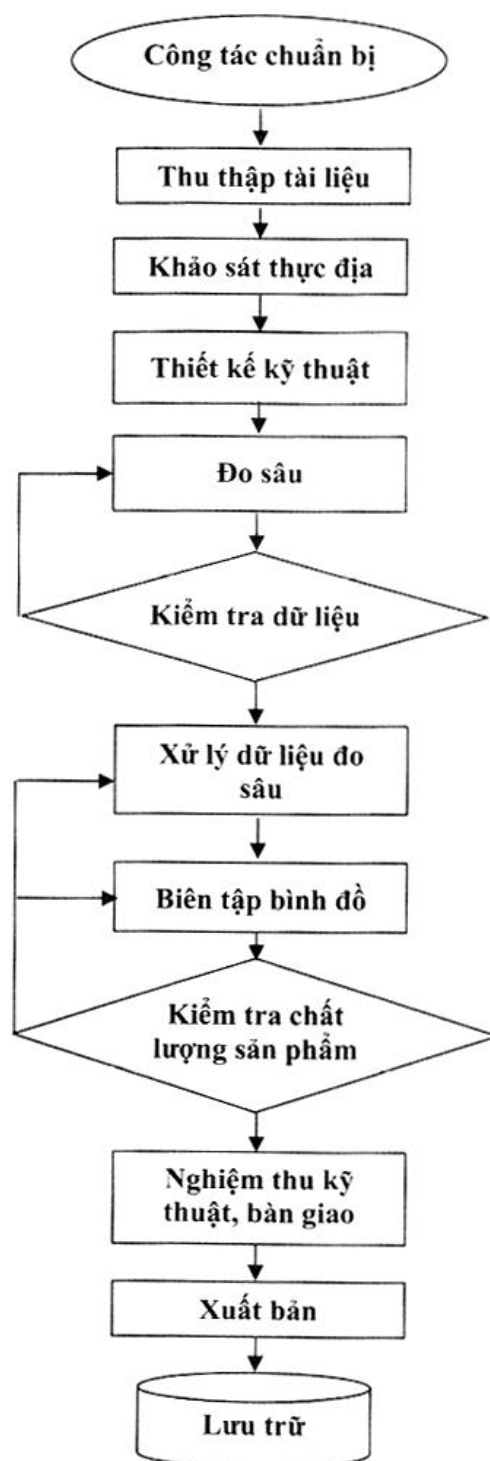 Công tác chuẩn bị
Thu thập tài liệu
Khảo sát thực địa
Thiết kế kỹ thuật
Đo sâu
Kiểm tra dữ liệu
Xử lý dữ liệu đo
sâu
Biên tập bình đồ
Kiểm tra chất
lượng sản phẩm
Nghiệm thu kỹ
thuật, bàn giao
Xuất bản
Lưu trữ